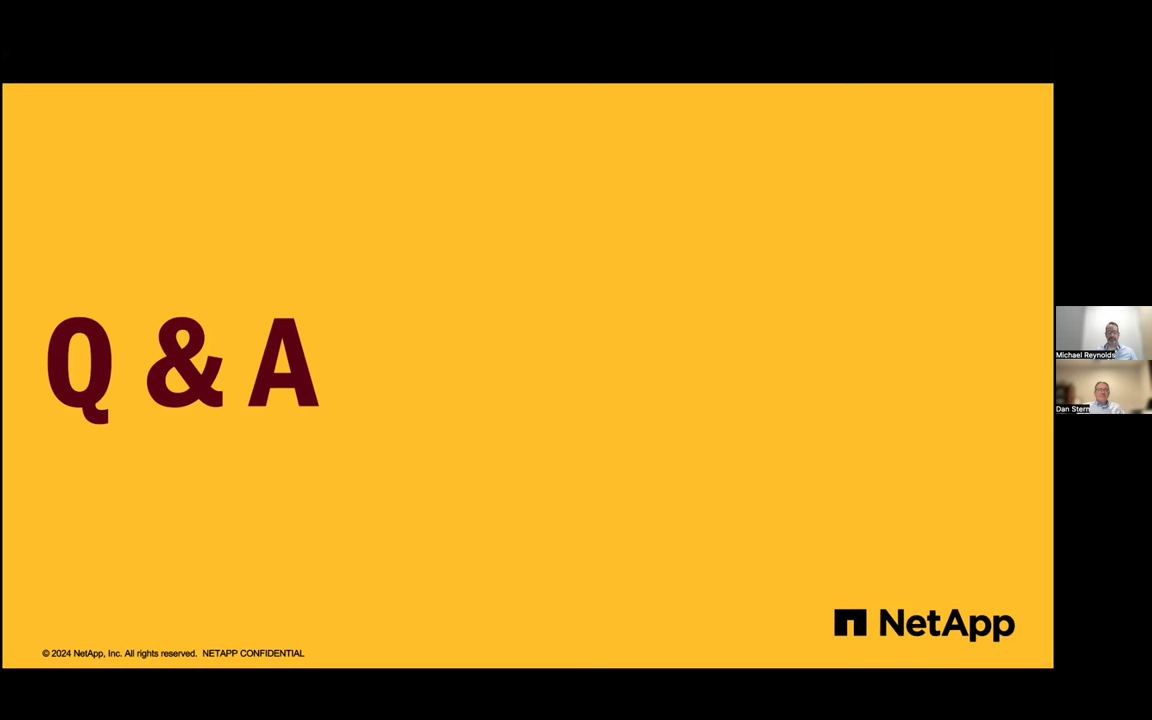 Q & A
Michael Reynolds
Dan Stern
NetApp
© 2024 NetApp, Inc. All rights reserved.  NETAPP CONFIDENTIAL